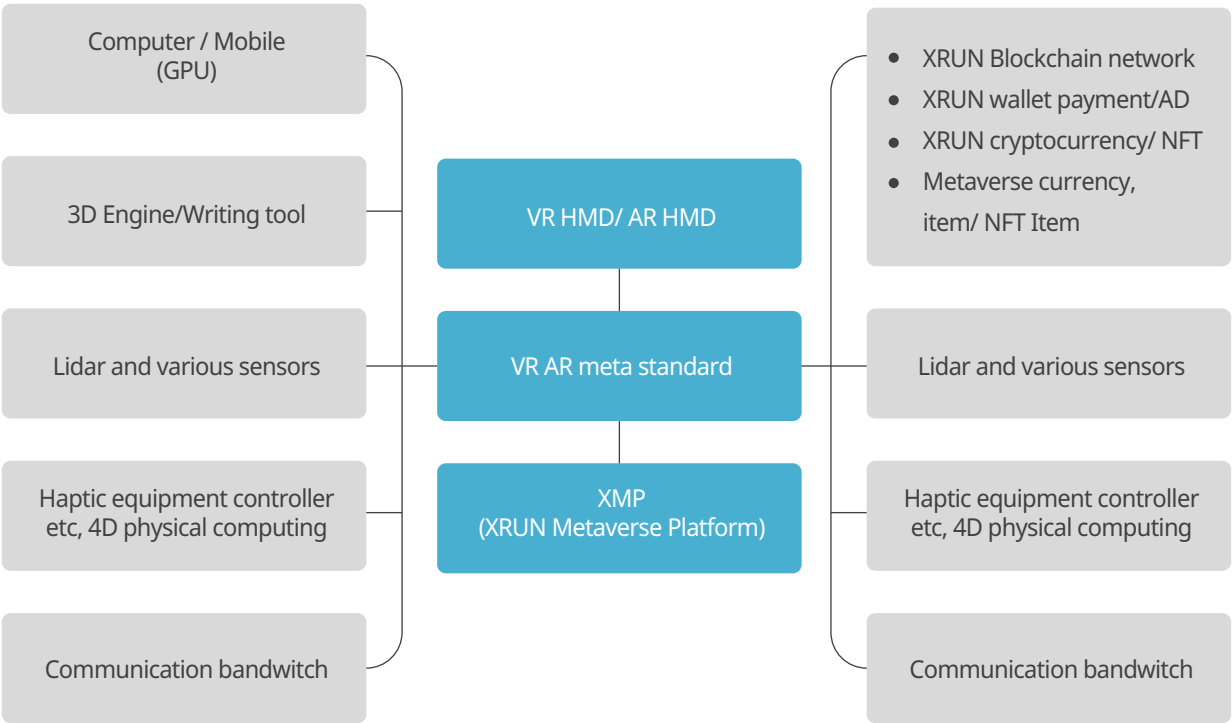 Computer / Mobile
(GPU)
3D Engine/Writing tool
Lidar and various sensors
Haptic equipment controller
etc, 4D physical computing
Communication bandwitch
VR HMD/ AR HMD
VR AR meta standard
XMP
(XRUN Metaverse Platform)
• XRUN Blockchain network
• XRUN wallet payment/AD
• XRUN cryptocurrency/ NFT
• Metaverse currency,
item/ NFT Item
Lidar and various sensors
Haptic equipment controller
etc, 4D physical computing
Communication bandwitch